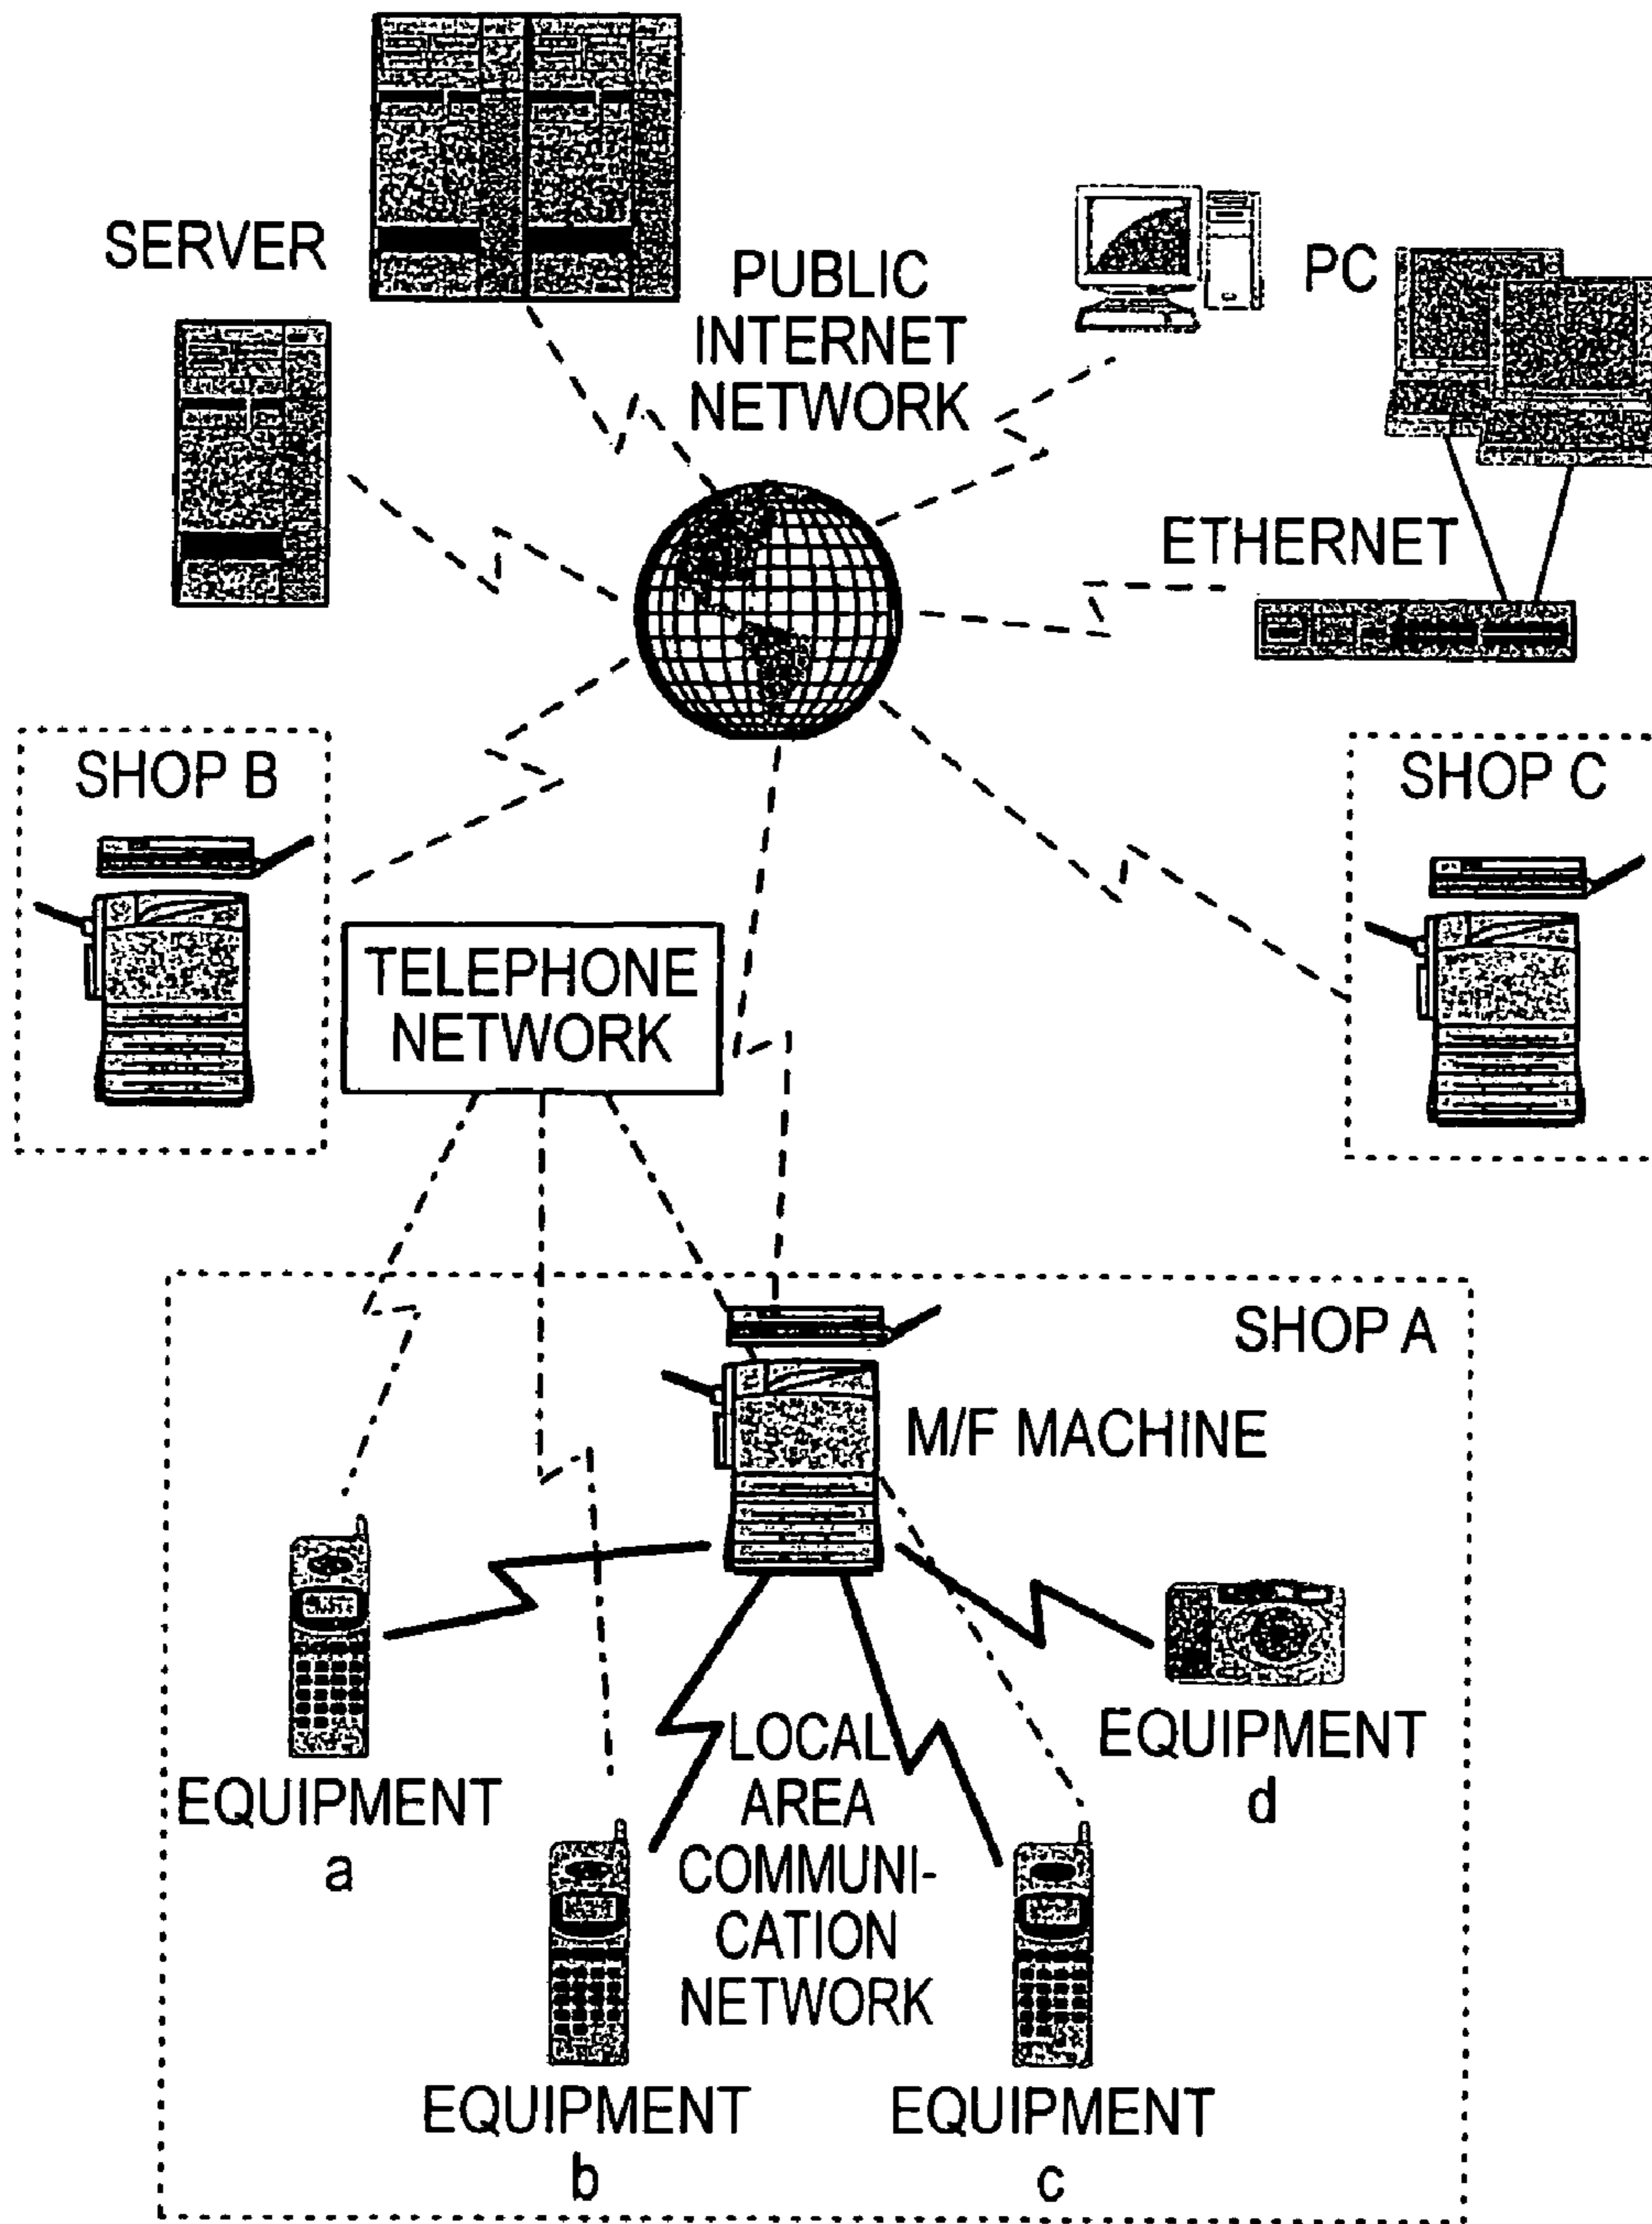 SERVER
PUBLIC
INTERNET
NETWORK
PC
ETHERNET
SHOP B
SHOP C
TELEPHONE
NETWORK
SHOP A
M/F MACHINE
EQUIPMENT
a
LOCAL
AREA
COMMUNI-
CATION
NETWORK
EQUIPMENT
d
EQUIPMENT
b
EQUIPMENT
c